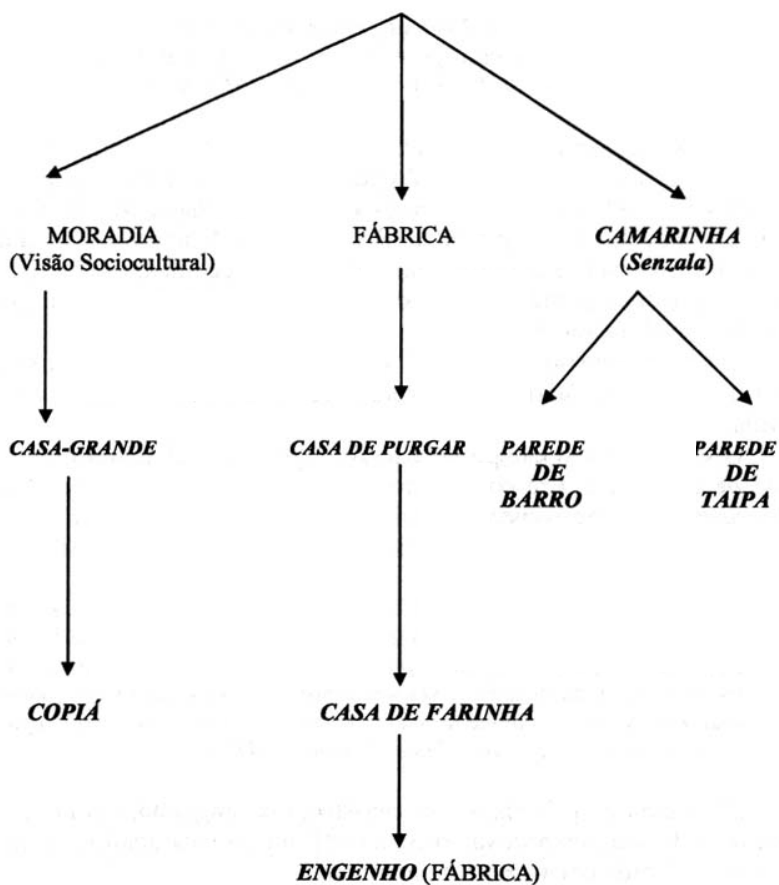 MORADIA
(Visão Sociocultural)
FÁBRICA
CAMARINHA
(Senzala)
CASA-GRANDE
CASA DE PURGAR
PAREDE
DE
BARRO
PAREDE
DE
TAIPA
COPIÁ
CASA DE FARINHA
ENGENHO (FÁBRICA)